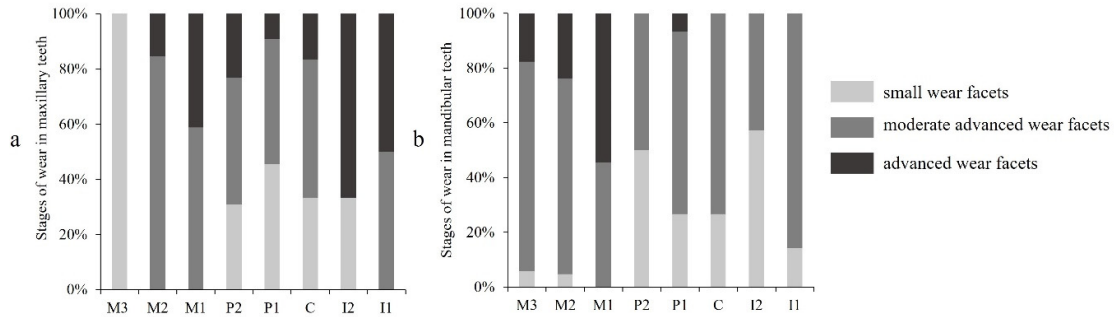 a
Stages of wear in maxillary teeth
100%
80%
60%
40%
20%
0%
M3 M2 M1 P2 P1 C I2 I1
b
Stages of wear in mandibular teeth
100%
80%
60%
40%
20%
0%
M3 M2 M1 P2 P1 C I2 I1
small wear facets
moderate advanced wear facets
advanced wear facets